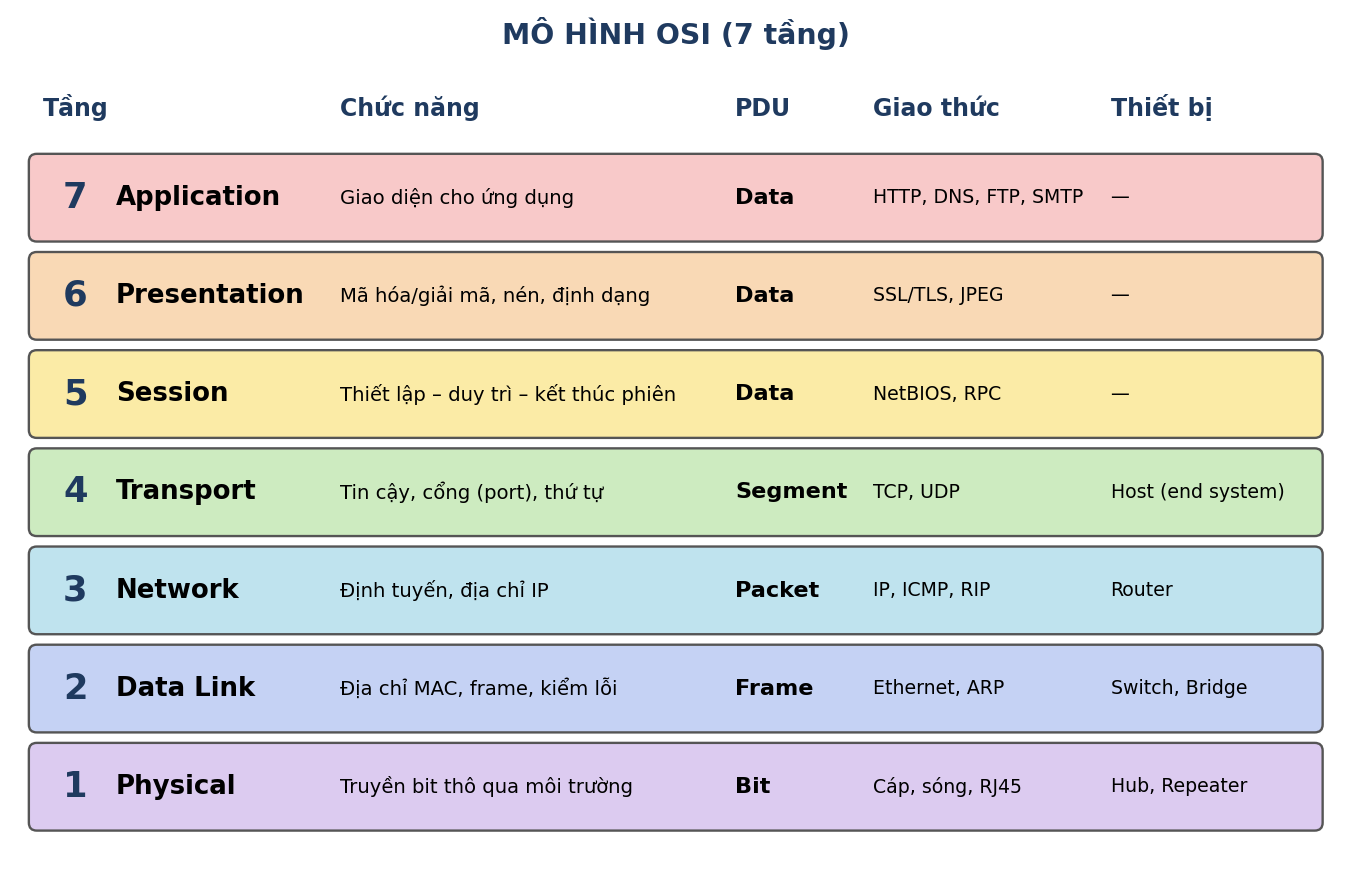 MÔ HÌNH OSI (7 tầng)
Tầng Chức năng PDU Giao thức Thiết bị
7 Application Giao diện cho ứng dụng Data HTTP, DNS, FTP, SMTP —
6 Presentation Mã hóa/giải mã, nén, định dạng Data SSL/TLS, JPEG —
5 Session Thiết lập – duy trì – kết thúc phiên Data NetBIOS, RPC —
4 Transport Tin cậy, cổng (port), thứ tự Segment TCP, UDP Host (end system)
3 Network Định tuyến, địa chỉ IP Packet IP, ICMP, RIP Router
2 Data Link Địa chỉ MAC, frame, kiểm lỗi Frame Ethernet, ARP Switch, Bridge
1 Physical Truyền bit thô qua môi trường Bit Cáp, sóng, RJ45 Hub, Repeater